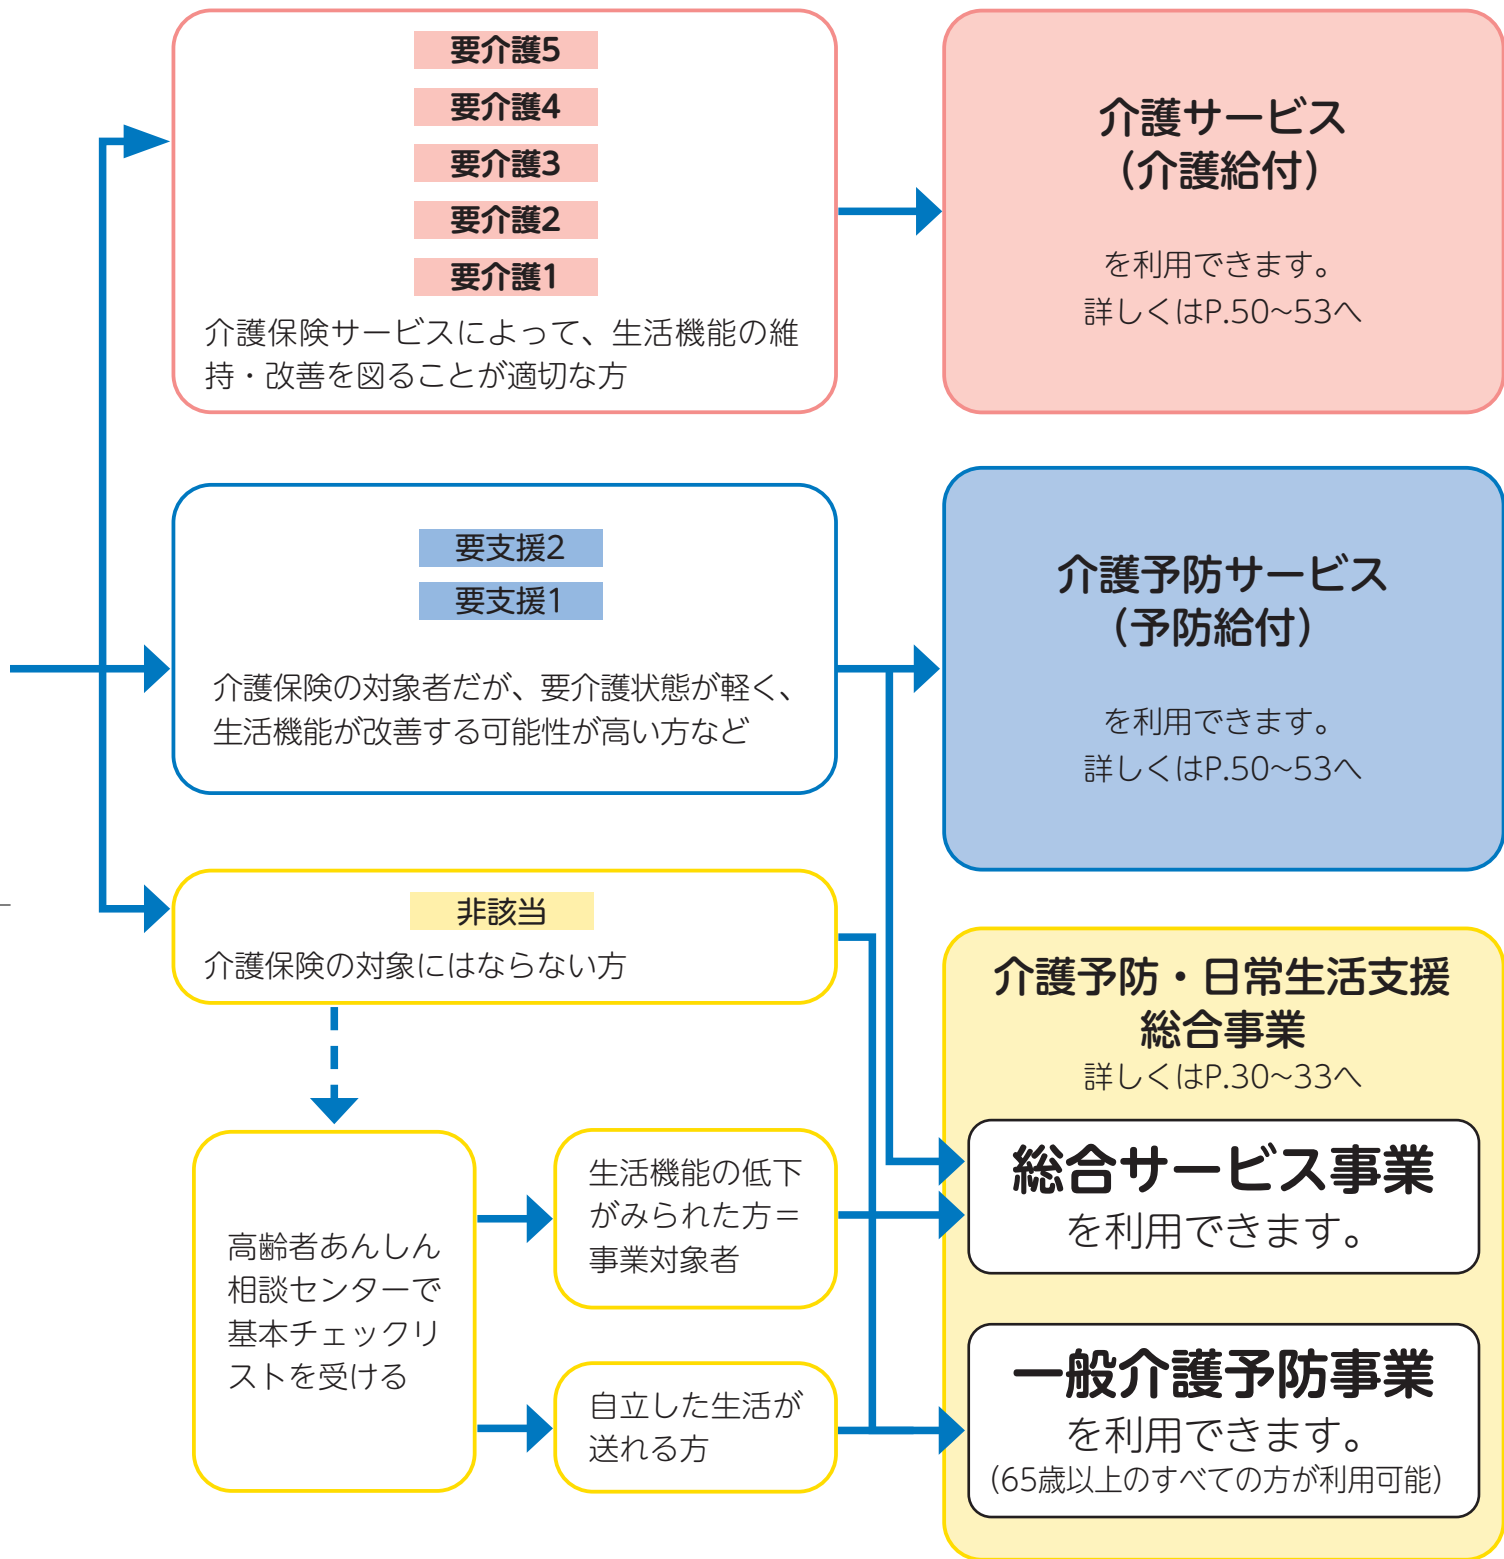 要介護5
要介護4
要介護3
要介護2
要介護1
介護保険サービスによって、生活機能の維
持・改善を図ることが適切な方
介護サービス
（介護給付）
を利用できます。
詳しくはP.50~53へ
要支援2
要支援1
介護保険の対象者だが、要介護状態が軽く、
生活機能が改善する可能性が高い方など
介護予防サービス
（予防給付）
を利用できます。
詳しくはP.50~53へ
非該当
介護保険の対象にはならない方
高齢者あんしん
相談センターで
基本チェックリ
ストを受ける
生活機能の低下
がみられた方＝
事業対象者
自立した生活が
送れる方
介護予防・日常生活支援
総合事業
詳しくはP.30~33へ
総合サービス事業
を利用できます。
一般介護予防事業
を利用できます。
（65歳以上のすべての方が利用可能）